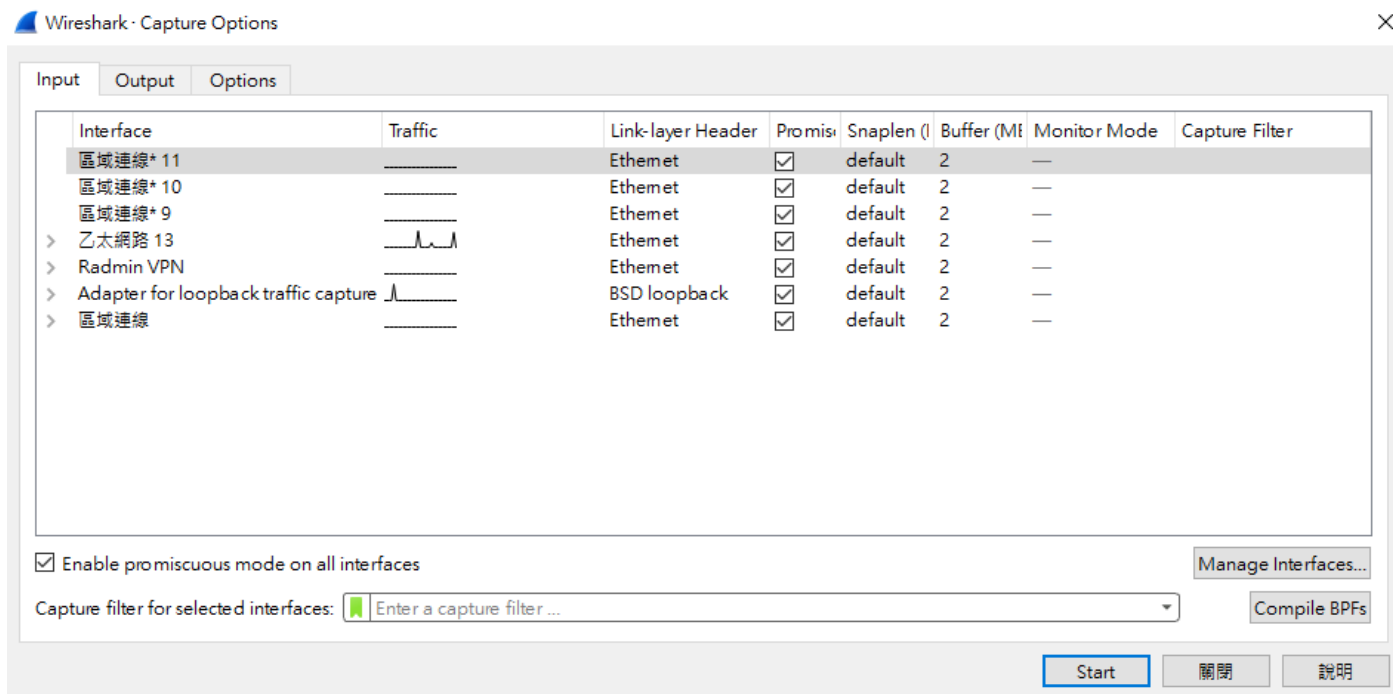 Wireshark · Capture Options
Input Output Options
Interface Traffic Link-layer Header Promis Snaplen ( Buffer (ME Monitor Mode Capture Filter
區域連線* 11 Ethernet default 2 —
區域連線* 10 Ethernet default 2 —
區域連線* 9 Ethernet default 2 —
乙太網路 13 Ethernet default 2 —
Radmin VPN Ethernet default 2 —
Adapter for loopback traffic capture BSD loopback default 2 —
區域連線 Ethernet default 2 —
Enable promiscuous mode on all interfaces Manage Interfaces...
Capture filter for selected interfaces: Enter a capture filter ... Compile BPFs
Start 關閉 說明